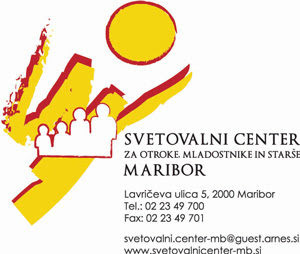 SVETOVALNI CENTER
ZA OTROKE, MLADOSTNIKE IN STARŠE
MARIBOR
Lavričeva ulica 5, 2000 Maribor
Tel.: 02 23 49 700
Fax: 02 23 49 701
svetovalni.center-mb@guest.arnes.si
www.svetovalnicenter-mb.si